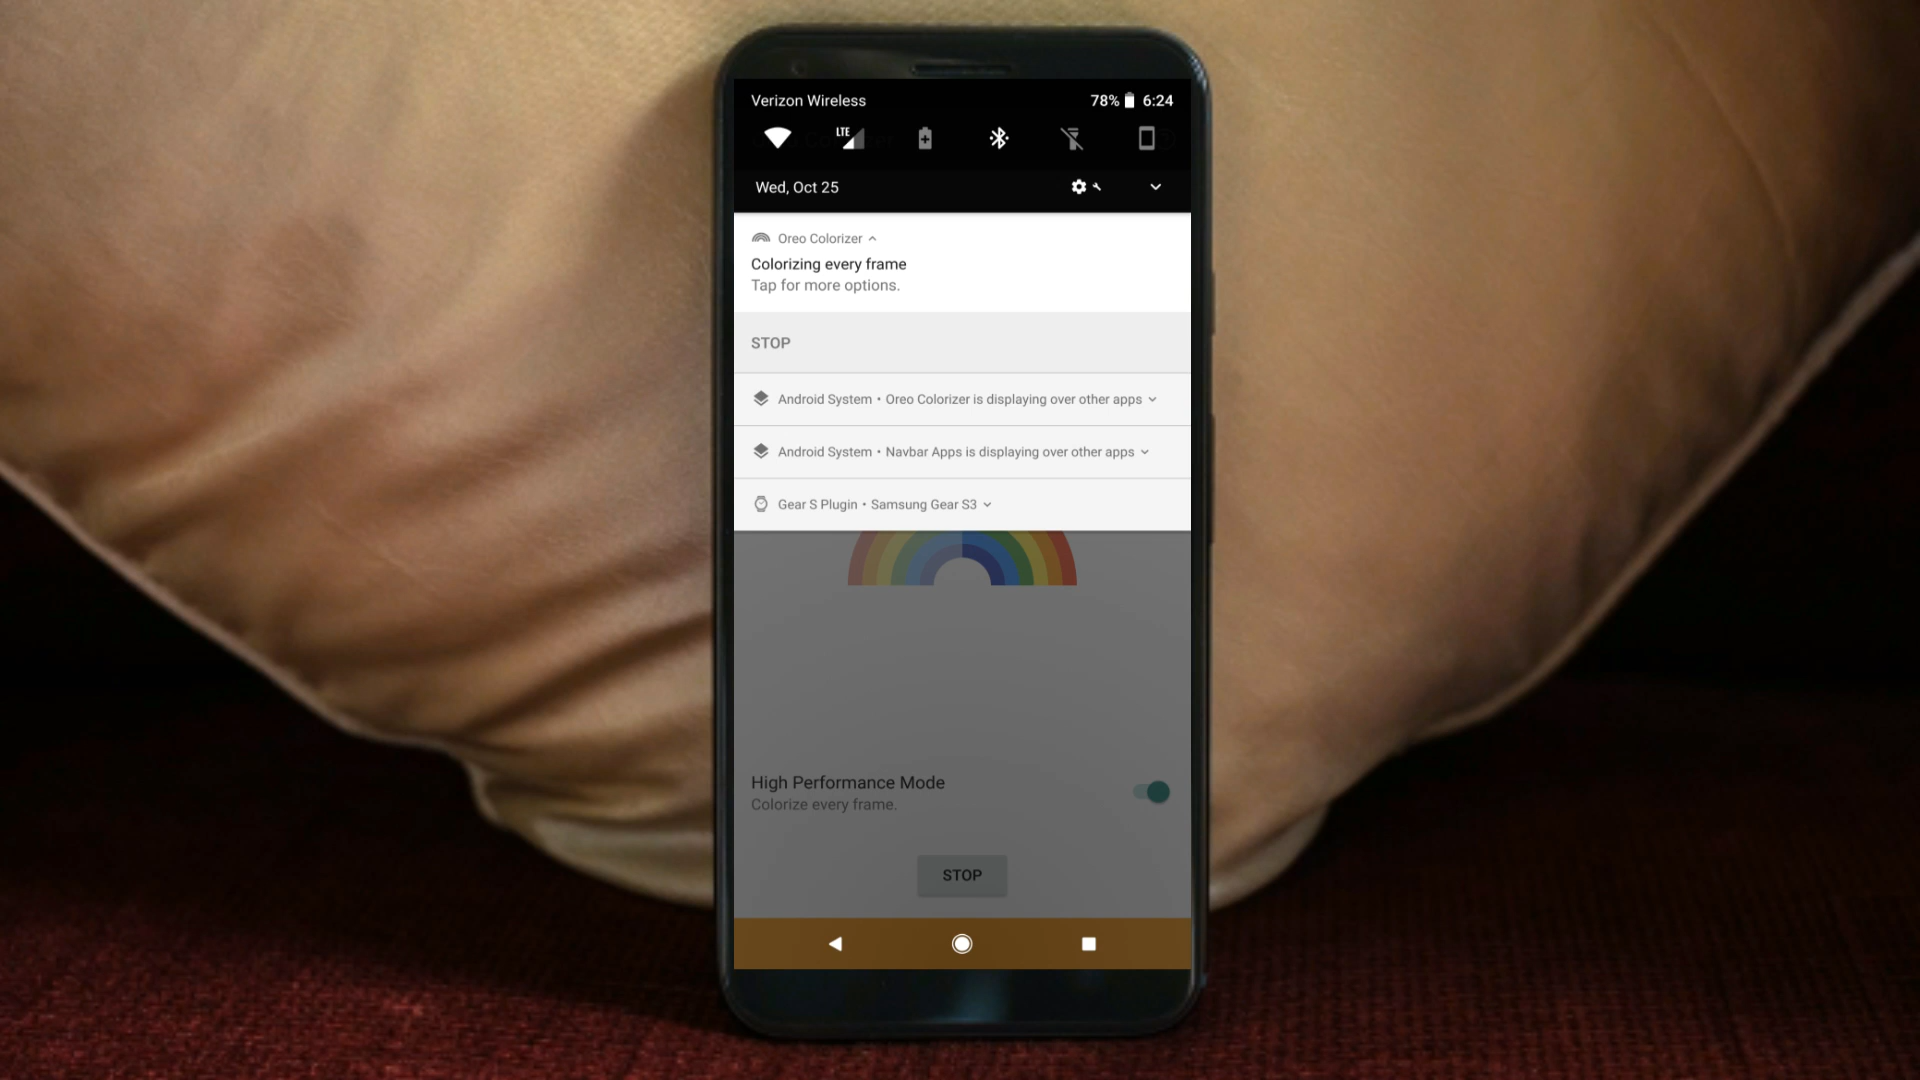 Verizon Wireless
78% 6:24
LTE
Wed, Oct 25
Oreo Colorizer
Colorizing every frame
Tap for more options.
STOP
Android System • Oreo Colorizer is displaying over other apps
Android System • Navbar Apps is displaying over other apps
Gear S Plugin • Samsung Gear S3
High Performance Mode
Colorize every frame.
STOP